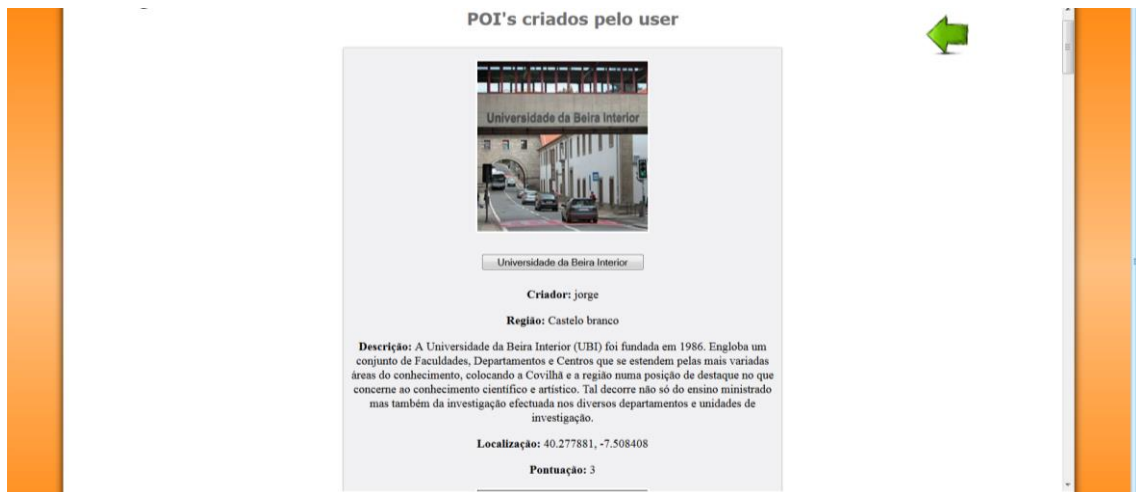 POI's criados pelo user
Universidade da Beira Interior
Universidade da Beira Interior
Criador: jorge
Região: Castelo branco
Descrição: A Universidade da Beira Interior (UBI) foi fundada em 1986. Engloba um
conjunto de Faculdades, Departamentos e Centros que se estendem pelas mais variadas
áreas do conhecimento, colocando a Covilhã e a região numa posição de destaque no que
concerne ao conhecimento científico e artístico. Tal decorre não só do ensino ministrado
mas também da investigação efectuada nos diversos departamentos e unidades de
investigação.
Localização: 40.277881, -7.508408
Pontuação: 3